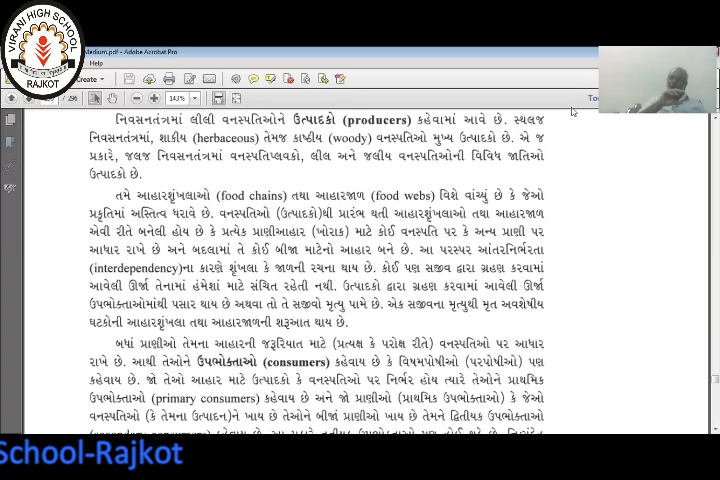 VIRANI HIGH SCHOOL
RAJKOT
Medium.pdf - Adobe Acrobat Pro
Help
Create
296
143%
નિવસનતંત્રમાં લીલી વનસ્પતિઓને ઉત્પાદકો (producers) કહેવામાં આવે છે. સ્થલજ
નિવસનતંત્રમાં, શાકીય (herbaceous) તેમજ કાષ્ઠીય (woody) વનસ્પતિઓ મુખ્ય ઉત્પાદકો છે. એ જ
પ્રકારે, જલજ નિવસનતંત્રમાં વનસ્પતિપ્લવકો, લીલ અને જલીય વનસ્પતિઓની વિવિધ જાતિઓ
ઉત્પાદકો છે.
તમે આહારશૃંખલાઓ (food chains) તથા આહારજાળ (food webs) વિશે વાંચ્યું છે કે જેઓ
પ્રકૃતિમાં અસ્તિત્વ ધરાવે છે. વનસ્પતિઓ (ઉત્પાદકો)થી પ્રારંભ થતી આહારશૃંખલાઓ તથા આહારજાળ
એવી રીતે બનેલી હોય છે કે પ્રત્યેક પ્રાણીઆહાર (ખોરાક) માટે કોઈ વનસ્પતિ પર કે અન્ય પ્રાણી પર
આધાર રાખે છે અને બદલામાં તે કોઈ બીજા માટેનો આહાર બને છે. આ પરસ્પર આંતરનિર્ભરતા
(interdependency)ના કારણે શૃંખલા કે જાળની રચના થાય છે. કોઈ પણ સજીવ દ્વારા ગ્રહણ કરવામાં
આવેલી ઊર્જા તેનામાં હંમેશાં માટે સંચિત રહેતી નથી. ઉત્પાદકો દ્વારા ગ્રહણ કરવામાં આવેલી ઊર્જા
ઉપભોક્તાઓમાંથી પસાર થાય છે અથવા તો તે સજીવો મૃત્યુ પામે છે. એક સજીવના મૃત્યુથી મૃત અવશેષીય
ઘટકોની આહારશૃંખલા તથા આહારજાળની શરૂઆત થાય છે.
બધાં પ્રાણીઓ તેમના આહારની જરૂરિયાત માટે (પ્રત્યક્ષ કે પરોક્ષ રીતે) વનસ્પતિઓ પર આધાર
રાખે છે. આથી તેઓને ઉપભોક્તાઓ (consumers) કહેવાય છે કે વિષમપોષીઓ (પરપોષીઓ) પણ
કહેવાય છે. જો તેઓ આહાર માટે ઉત્પાદકો કે વનસ્પતિઓ પર નિર્ભર હોય ત્યારે તેઓને પ્રાથમિક
ઉપભોક્તાઓ (primary consumers) કહેવાય છે અને જો પ્રાણીઓ (પ્રાથમિક ઉપભોક્તાઓ) કે જેઓ
વનસ્પતિઓ (કે તેમના ઉત્પાદન)ને ખાય છે તેઓને બીજાં પ્રાણીઓ ખાય છે તેમને દ્વિતીયક ઉપભોક્તાઓ
School-Rajkot